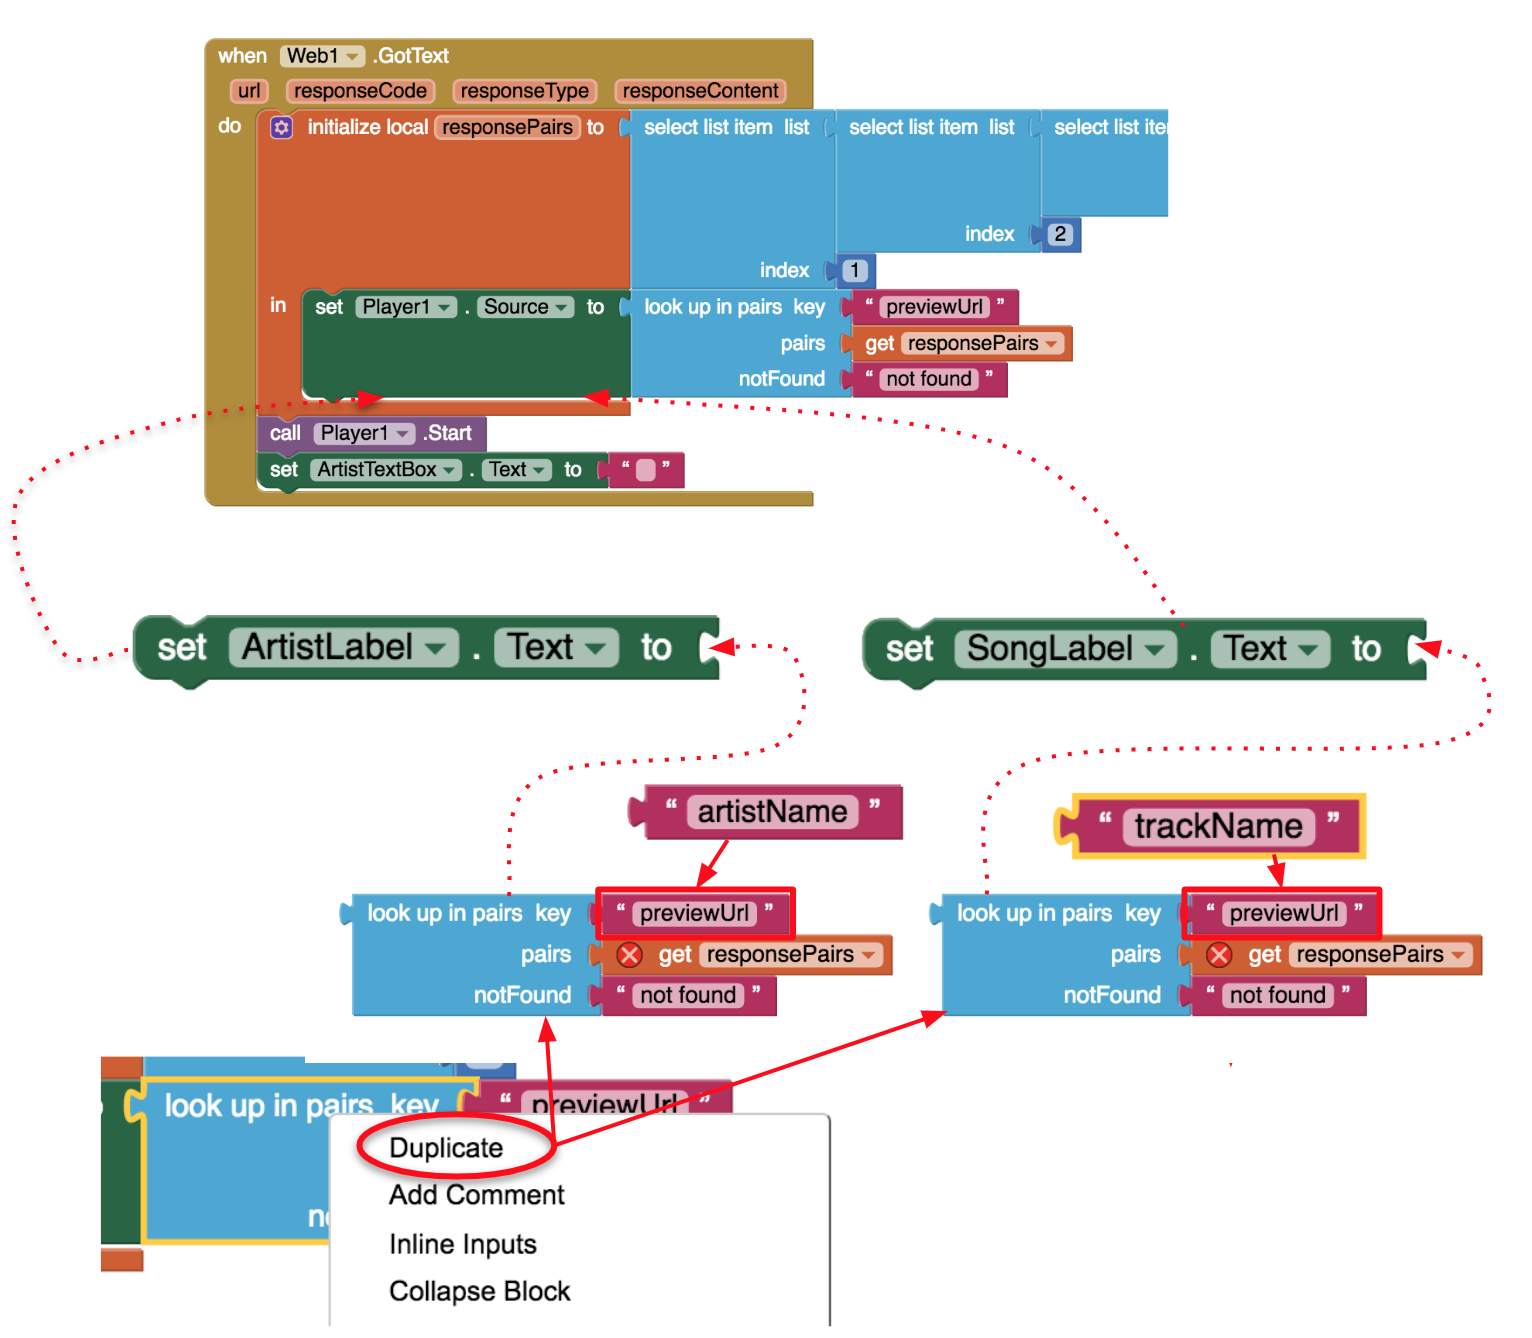 when Web1 .GotText
url responseCode responseType responseContent
do initialize local responsePairs to select list item list select list item list select list ite
index 2
index 1
in set Player1 . Source to look up in pairs key “ previewUrl ”
pairs get responsePairs
notFound “ not found ”
call Player1 .Start
set ArtistTextBox . Text to “ ”
set ArtistLabel . Text to
set SongLabel . Text to
“ artistName ”
“ trackName ”
look up in pairs key “ previewUrl ”
pairs get responsePairs
notFound “ not found ”
look up in pairs key “ previewUrl ”
pairs get responsePairs
notFound “ not found ”
look up in pairs key “ previewUrl ”
Duplicate
Add Comment
Inline Inputs
Collapse Block